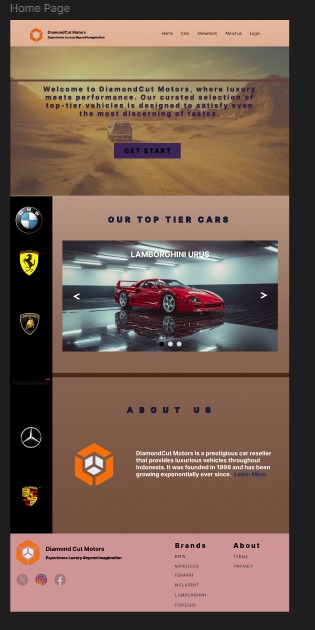 Home Page
DiamondCut Motors
Experience Luxury Beyond Imagination
Home Cars Showroom About us Login
Welcome to DiamondCut Motors, where luxury
meets performance. Our curated selection of
top-tier vehicles is designed to satisfy even
the most discerning of tastes.
GET START
OUR TOP TIER CARS
LAMBORGHINI URUS
<
>
ABOUT US
DiamondCut Motors is a prestigious car reseller
that provides luxurious vehicles throughout
Indonesia. It was founded in 1998 and has been
growing exponentially ever since. Learn More
Diamond Cut Motors
Experience Luxury Beyond Imagination
Brands
BMW
MERCEDES
FERARRI
MCLARENT
LAMBORGHINI
PORSCHE
About
TERMS
PRIVACY